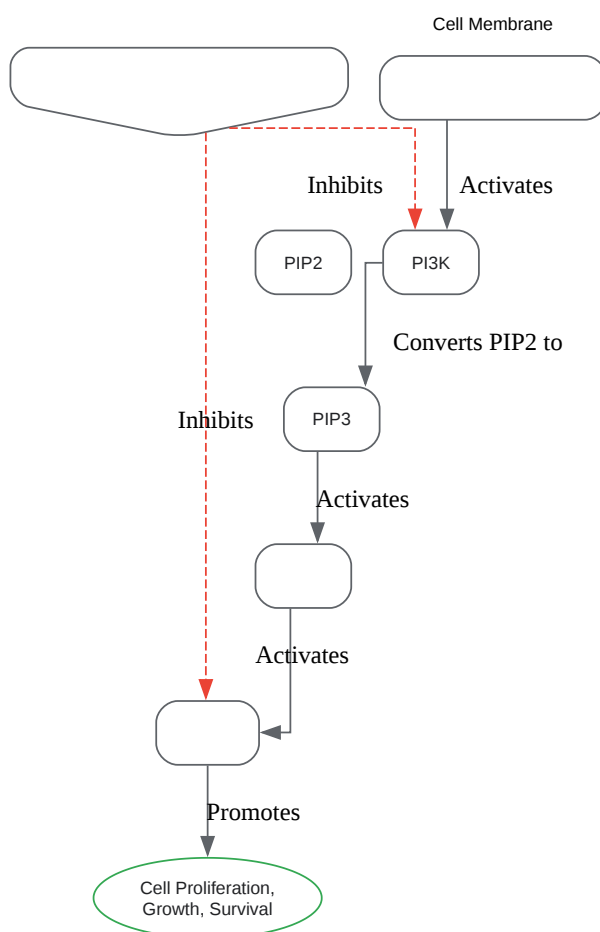 Cell Membrane
Inhibits
Activates
PIP2
PI3K
Converts PIP2 to
Inhibits
PIP3
Activates
Activates
Promotes
Cell Proliferation,
Growth, Survival